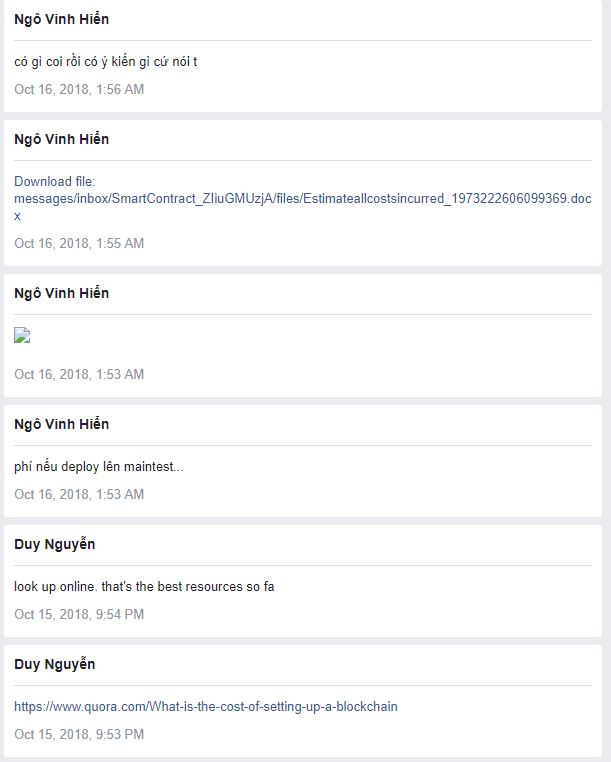 Ngô Vinh Hiển
có gì coi rồi có ý kiến gì cứ nói t
Oct 16, 2018, 1:56 AM
Ngô Vinh Hiển
Download file:
messages/inbox/SmartContract_ZliuGMUzjA/files/Estimateallcostsincurred_1973222606099369.doc
x
Oct 16, 2018, 1:55 AM
Ngô Vinh Hiển
Oct 16, 2018, 1:53 AM
Ngô Vinh Hiển
phí nếu deploy lên maintest...
Oct 16, 2018, 1:53 AM
Duy Nguyễn
look up online. that's the best resources so fa
Oct 15, 2018, 9:54 PM
Duy Nguyễn
https://www.quora.com/What-is-the-cost-of-setting-up-a-blockchain
Oct 15, 2018, 9:53 PM